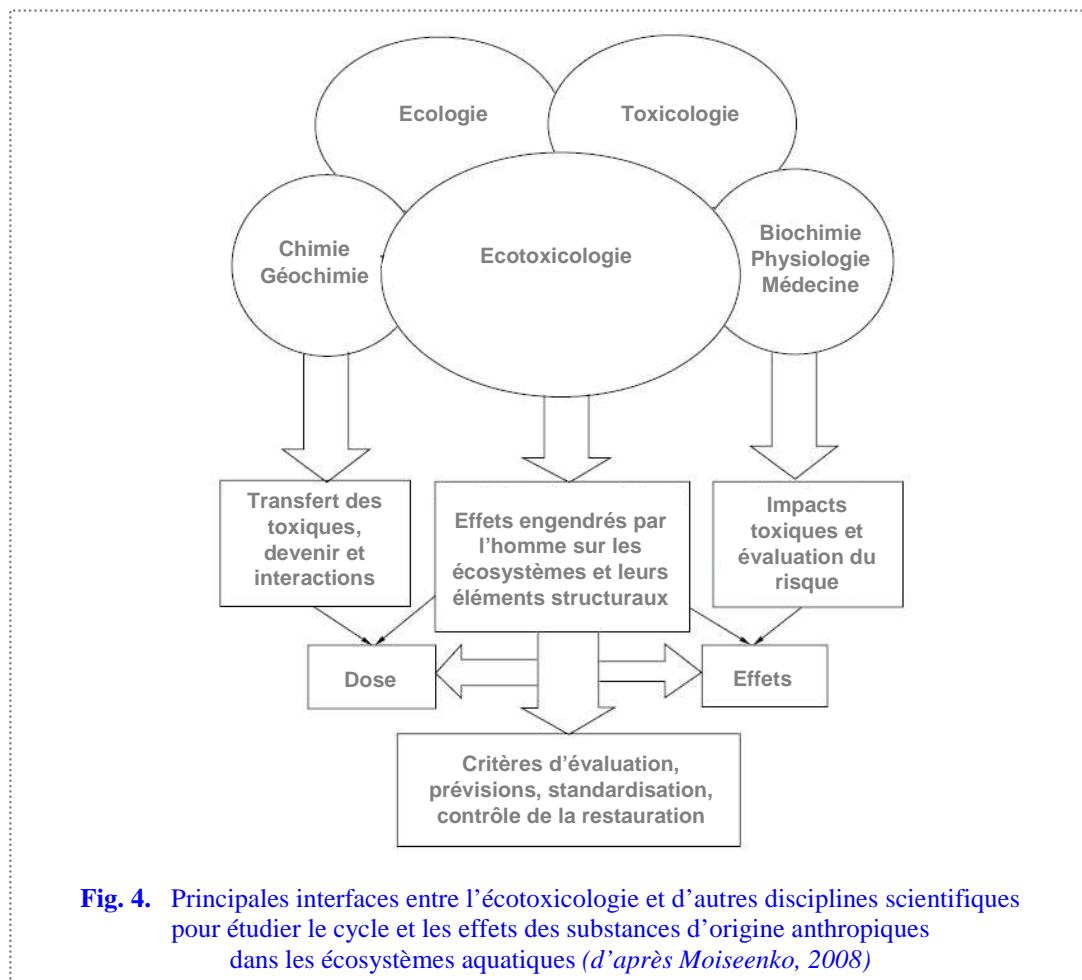 Ecologie
Toxicologie
Chimie
Géochimie
Ecotoxicologie
Biochimie
Physiologie
Médecine
Transfert des
toxiques,
devenir et
interactions
Effets engendrés par
l'homme sur les
écosystèmes et leurs
éléments structuraux
Impacts
toxiques et
évaluation du
risque
Dose
Effets
Critères d'évaluation,
prévisions, standardisation,
contrôle de la restauration
Fig. 4. Principales interfaces entre l'écotoxicologie et d'autres disciplines scientifiques
pour étudier le cycle et les effets des substances d'origine anthropiques
dans les écosystèmes aquatiques (d'après Moiseenko, 2008)